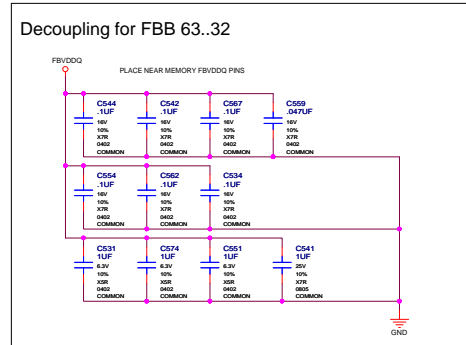 Decoupling for FBB 63..32
FBVDDQ
PLACE NEAR MEMORY FBVDDQ PINS
C544
.1UF
16V
10%
X7R
0402
COMMON
C542
.1UF
16V
10%
X7R
0402
COMMON
C567
.1UF
16V
10%
X7R
0402
COMMON
C559
.047UF
16V
10%
X7R
0402
COMMON
C554
.1UF
16V
10%
X7R
0402
COMMON
C562
.1UF
16V
10%
X7R
0402
COMMON
C534
.1UF
16V
10%
X7R
0402
COMMON
C531
1UF
6.3V
10%
X5R
0402
COMMON
C574
1UF
6.3V
10%
X5R
0402
COMMON
C551
1UF
6.3V
10%
X5R
0402
COMMON
C541
1UF
25V
10%
X7R
0805
COMMON
GND